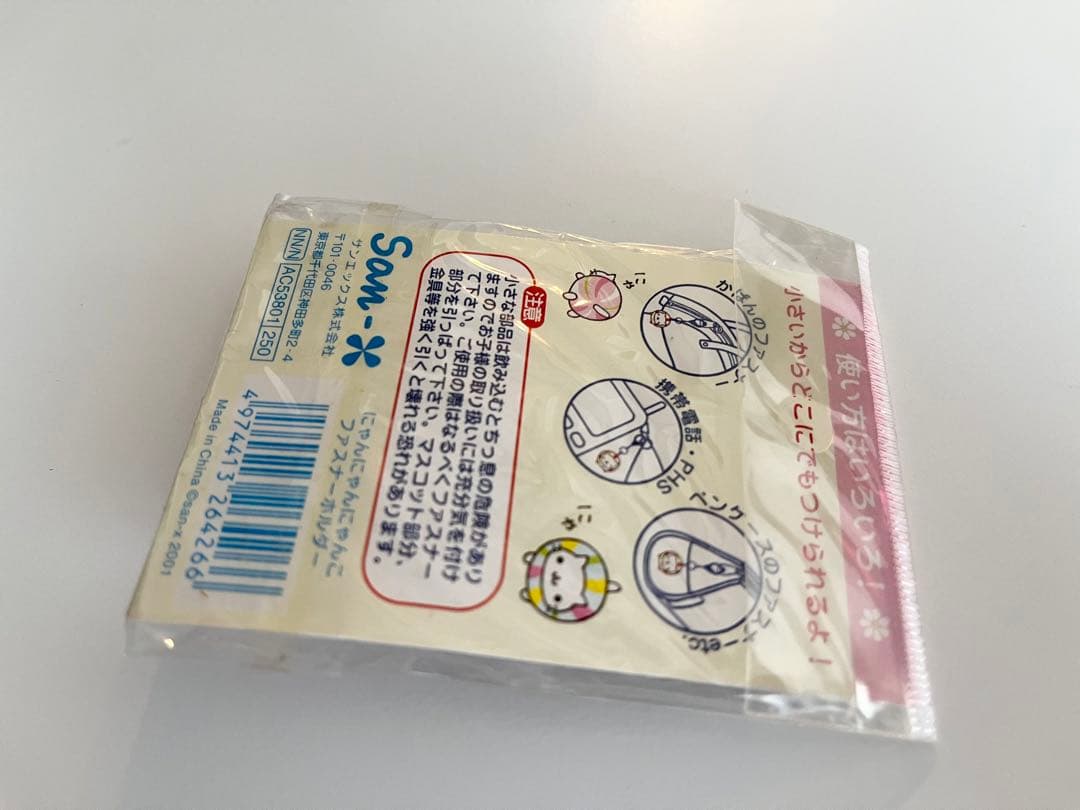 使い方はいろいろ!
小さいからどこにでもつけられるよ!
かばんのファスナー
携帯電話・PHS
ペンケースのファスナーetc.
にゃ
にゃ
注意
小さな部品は飲み込むとちっ息の危険があり
ますのでお子様の取り扱いには充分気を付け
て下さい。ご使用の際はなるべくファスナー
部分を引っぱって下さい。マスコット部分、
金具等を強く引くと壊れる恐れがあります。
San-X
サンエックス株式会社
〒101-0046
東京都千代田区神田多町2-4
NN/N AC53801 250
にゃんにゃんにゃんこ
ファスナーホルダー
4974413 264266
Made in China ©san-x 2001